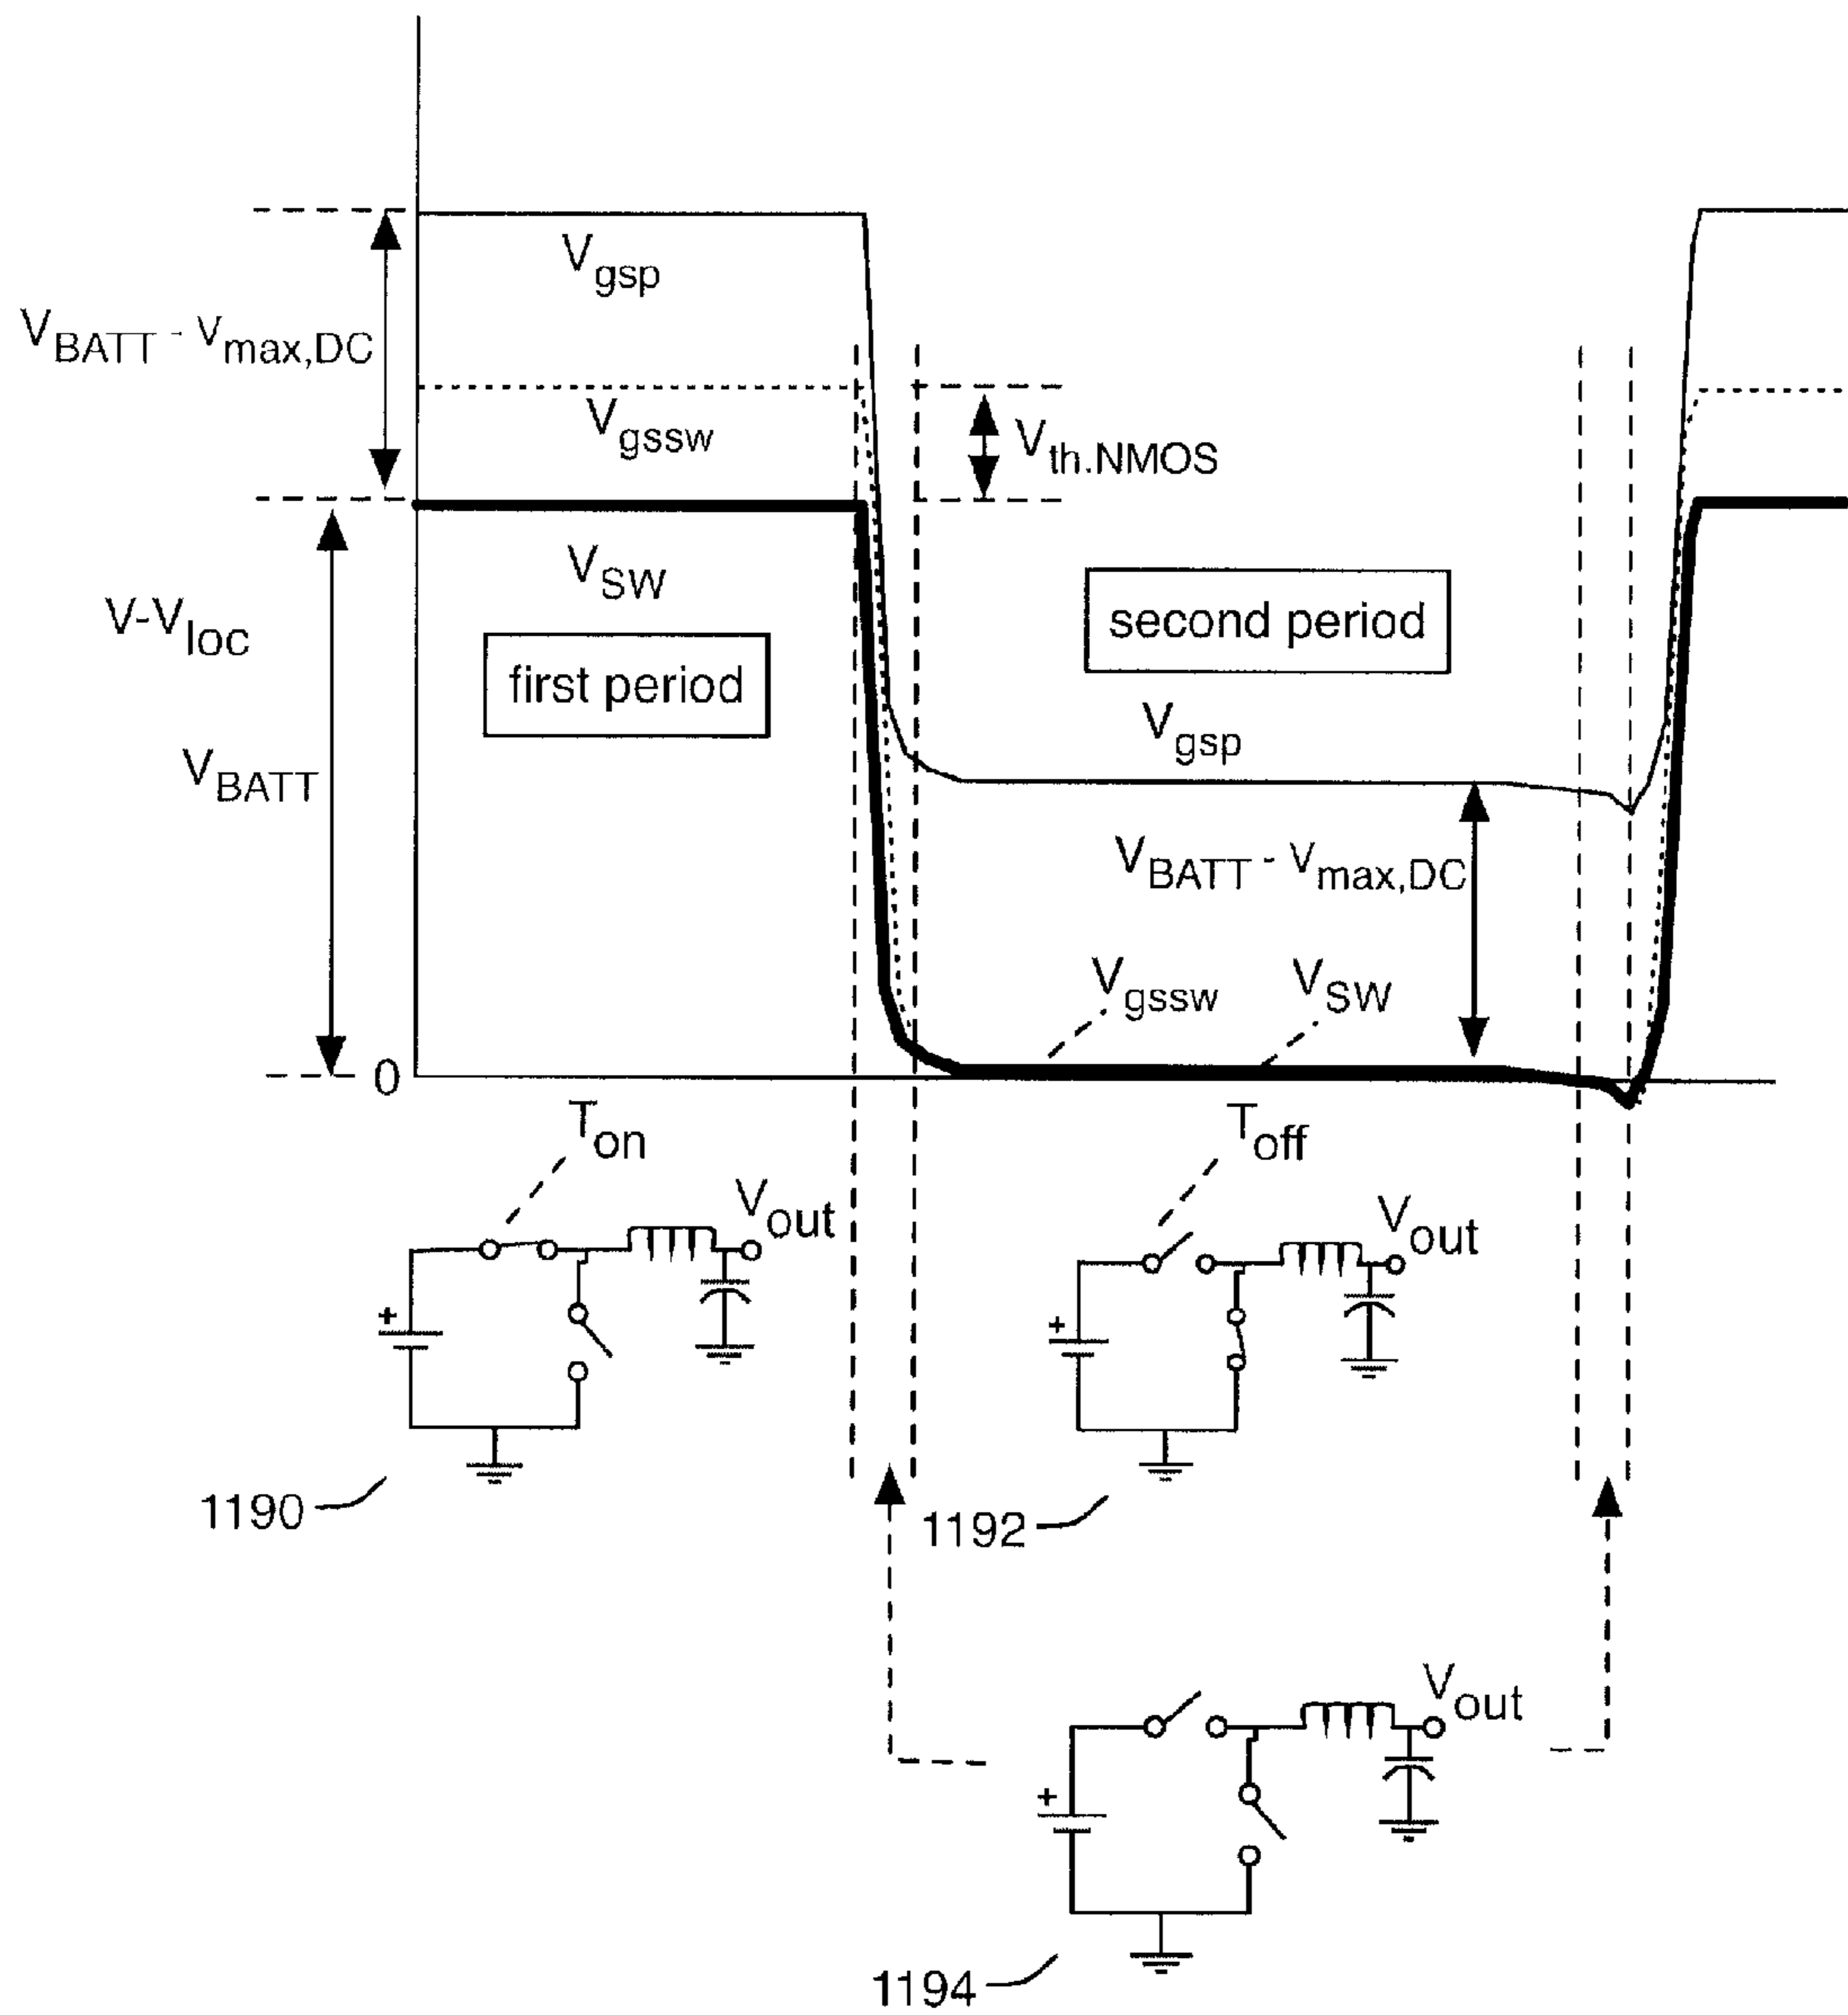 V_gsp
V_BATT - V_max,DC
V_gssw
V_th.NMOS
V_SW
V-V_loc
first period
second period
V_BATT
V_gsp
V_BATT - V_max,DC
V_gssw
V_SW
0
T_on
T_off
V_out
V_out
+
+
1190
1192
V_out
+
1194